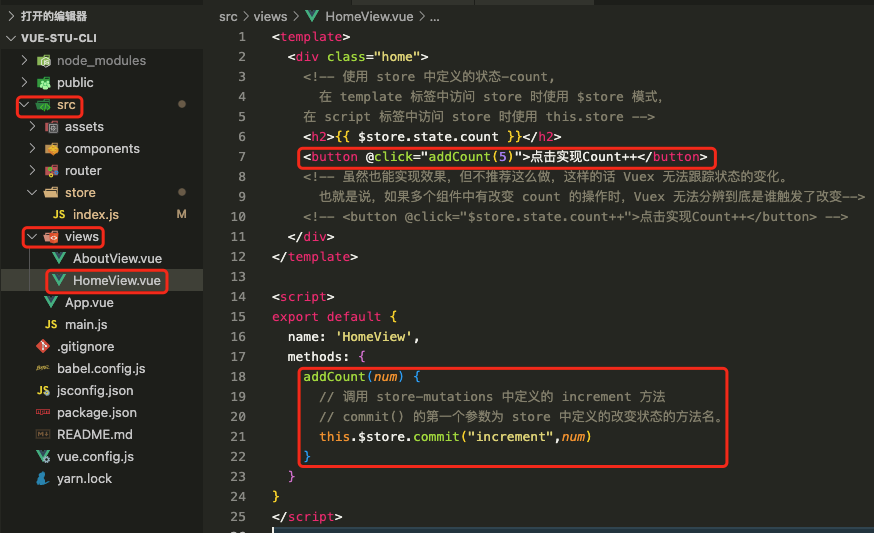 打开的编辑器
VUE-STU-CLI
node_modules
public
src
assets
components
router
store
JS index.js M
views
AboutView.vue
HomeView.vue
App.vue
JS main.js
.gitignore
babel.config.js
JS jsconfig.json
package.json
README.md
vue.config.js
yarn.lock
src > views > HomeView.vue > ...
1 <template>
2 <div class="home">
3 <!-- 使用 store 中定义的状态-count,
4 在 template 标签中访问 store 时使用 $store 模式,
5 在 script 标签中访问 store 时使用 this.store -->
6 <h2>{{ $store.state.count }}</h2>
7 <button @click="addCount(5)">点击实现Count++</button>
8 <!-- 虽然也能实现效果，但不推荐这么做，这样的话 Vuex 无法跟踪状态的变化。
9 也就是说，如果多个组件中有改变 count 的操作时，Vuex 无法分辨到底是谁触发了改变-->
10 <!-- <button @click="$store.state.count++">点击实现Count++</button> -->
11 </div>
12 </template>
13
14 <script>
15 export default {
16 name: 'HomeView',
17 methods: {
18 addCount(num) {
19 // 调用 store-mutations 中定义的 increment 方法
20 // commit() 的第一个参数为 store 中定义的改变状态的方法名。
21 this.$store.commit("increment",num)
22 }
23 }
24 }
25 </script>